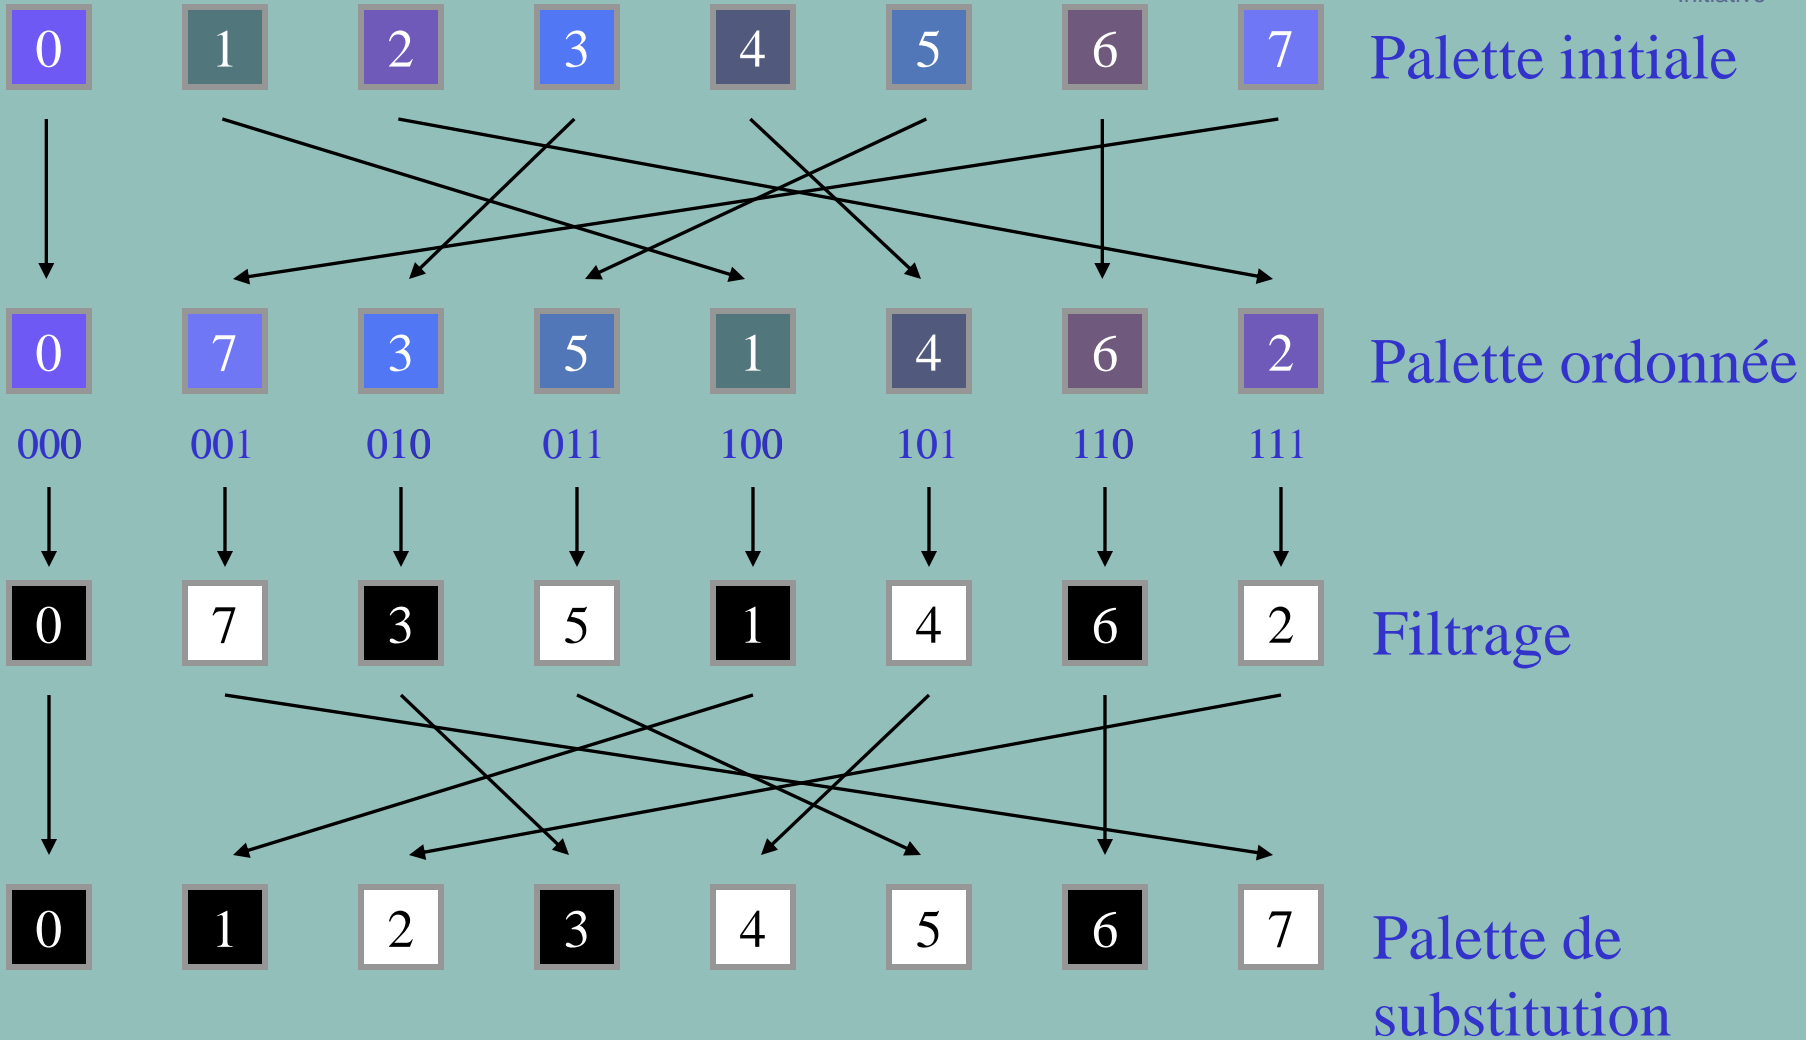 0 1 2 3 4 5 6 7 Palette initiale
0 7 3 5 1 4 6 2 Palette ordonnée
000 001 010 011 100 101 110 111
0 7 3 5 1 4 6 2 Filtrage
0 1 2 3 4 5 6 7 Palette de
substitution